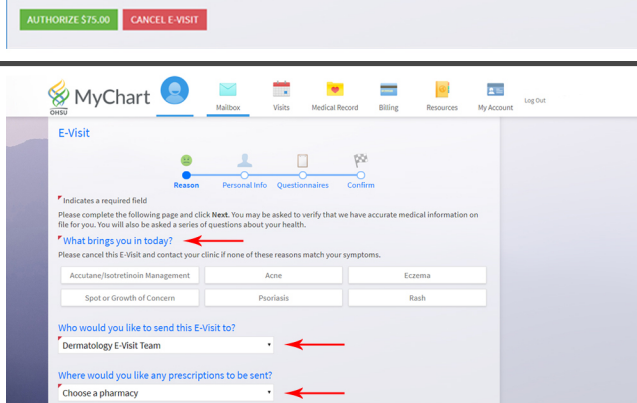 AUTHORIZE $75.00 CANCEL E-VISIT
OHSU MyChart
Mailbox Visits Medical Record Billing Resources My Account Log Out
E-Visit
Reason Personal Info Questionnaires Confirm
Indicates a required field
Please complete the following page and click Next. You may be asked to verify that we have accurate medical information on
file for you. You will also be asked a series of questions about your health.
What brings you in today?
Please cancel this E-Visit and contact your clinic if none of these reasons match your symptoms.
Accutane/Isotretinoin Management Acne Eczema
Spot or Growth of Concern Psoriasis Rash
Who would you like to send this E-Visit to?
Dermatology E-Visit Team
Where would you like any prescriptions to be sent?
Choose a pharmacy